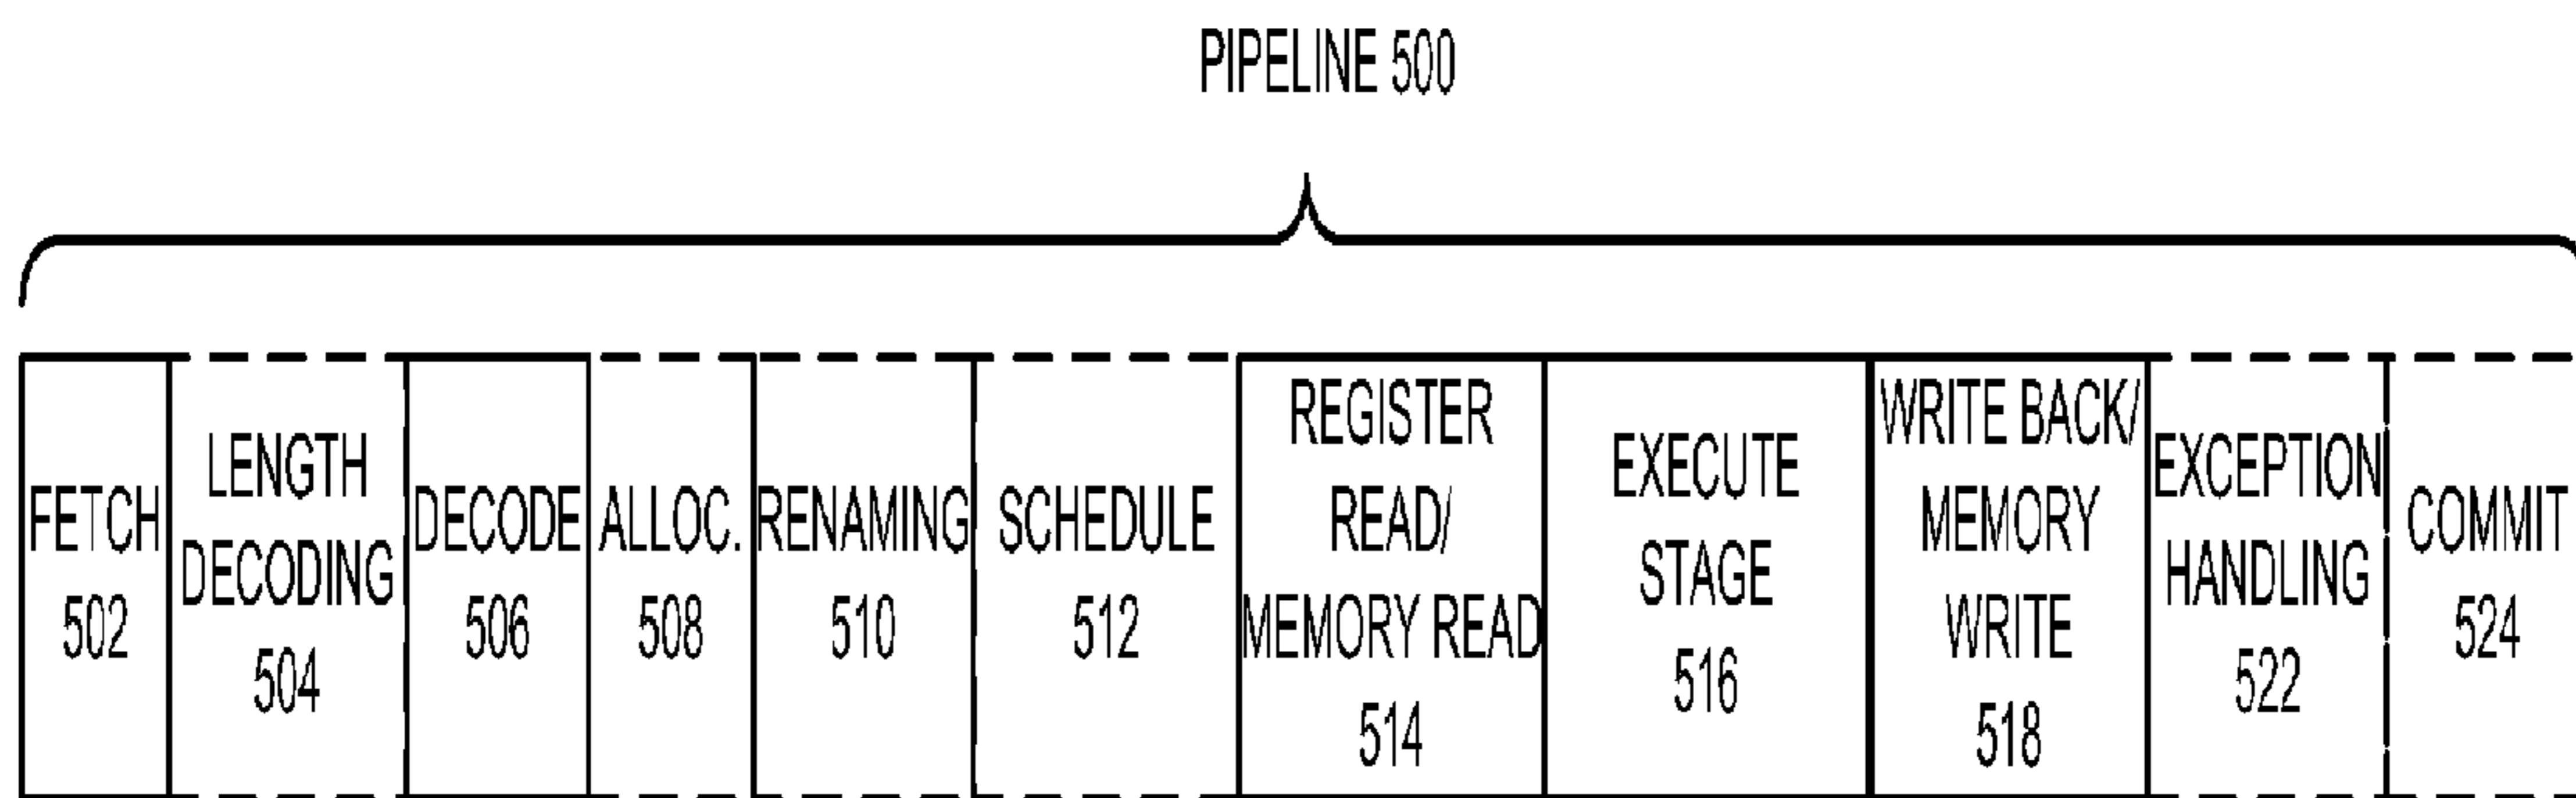 PIPELINE 500
FETCH
502
LENGTH
DECODING
504
DECODE
506
ALLOC.
508
RENAMING
510
SCHEDULE
512
REGISTER
READ/
MEMORY READ
514
EXECUTE
STAGE
516
WRITE BACK/
MEMORY
WRITE
518
EXCEPTION
HANDLING
522
COMMIT
524